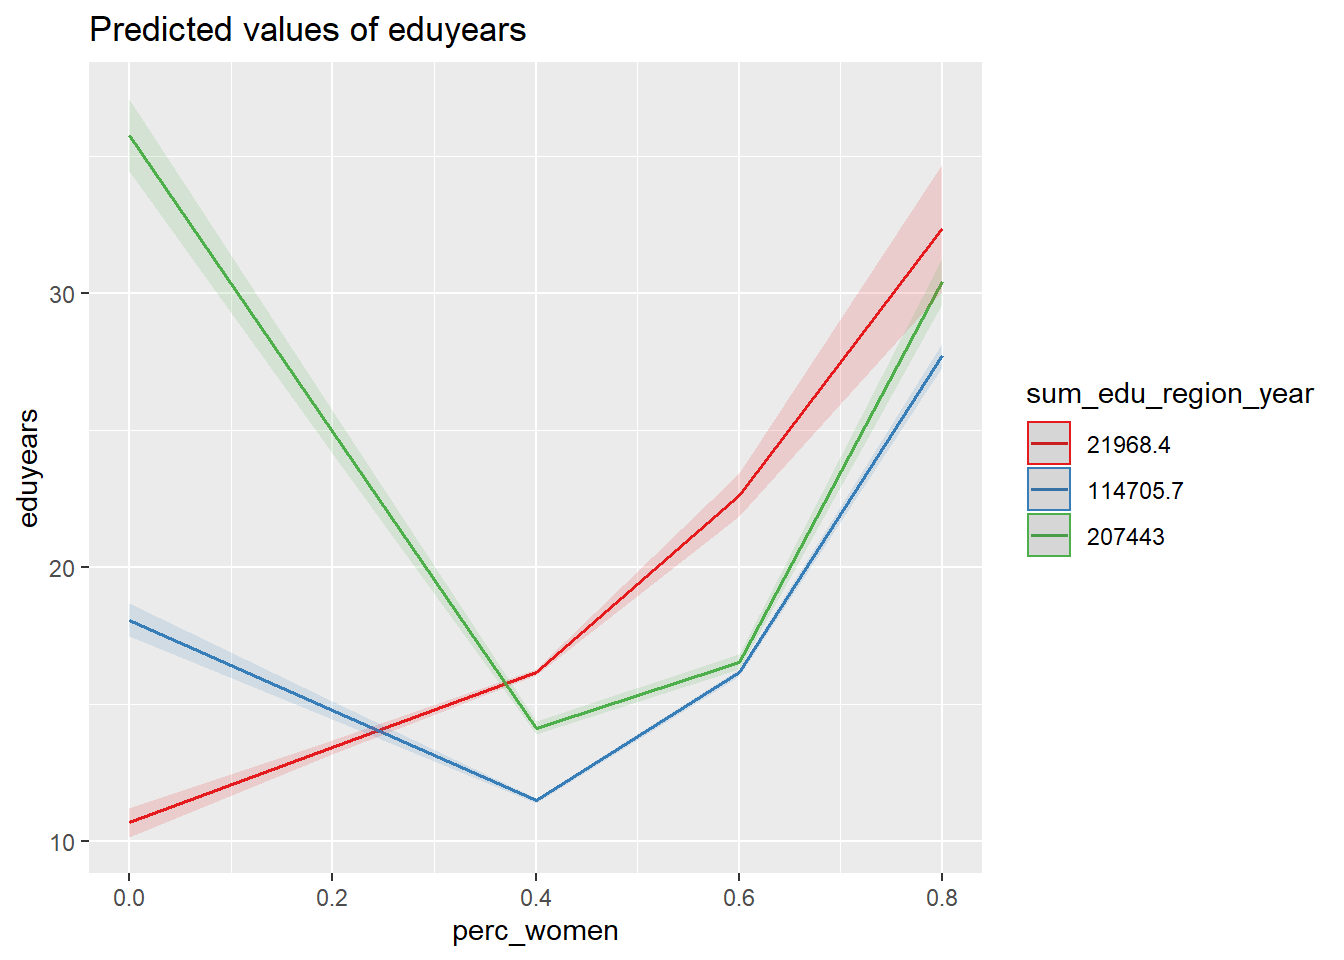 Predicted values of eduyears
eduyears
30
20
10
0.0 0.2 0.4 0.6 0.8
perc_women
sum_edu_region_year
21968.4
114705.7
207443